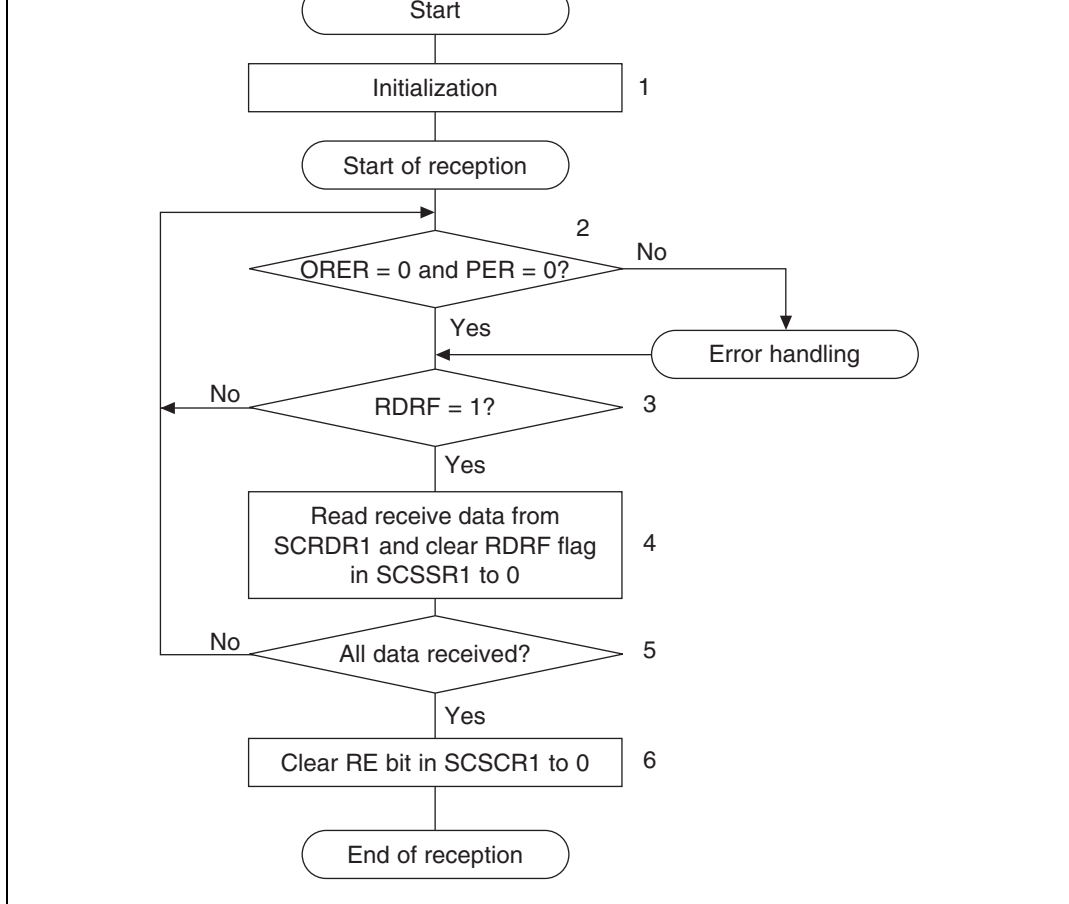 Start
Initialization
1
Start of reception
2
ORER = 0 and PER = 0?
No
Yes
Error handling
No
RDRF = 1?
3
Yes
Read receive data from
SCRDR1 and clear RDRF flag
in SCSSR1 to 0
4
No
All data received?
5
Yes
Clear RE bit in SCSCR1 to 0
6
End of reception